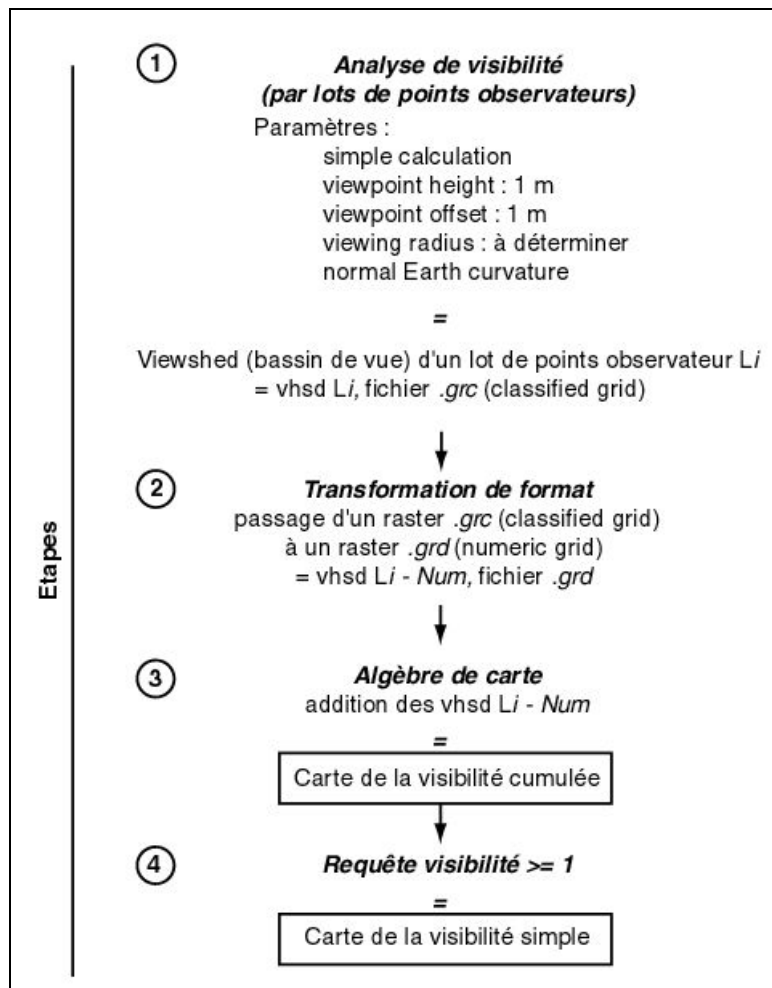 Etapes
1
Analyse de visibilité
(par lots de points observateurs)
Paramètres :
simple calculation
viewpoint height : 1 m
viewpoint offset : 1 m
viewing radius : à déterminer
normal Earth curvature
=
Viewshed (bassin de vue) d'un lot de points observateur Li
= vhsd Li, fichier .grc (classified grid)
2
Transformation de format
passage d'un raster .grc (classified grid)
à un raster .grd (numeric grid)
= vhsd Li - Num, fichier .grd
3
Algèbre de carte
addition des vhsd Li - Num
=
Carte de la visibilité cumulée
4
Requête visibilité >= 1
=
Carte de la visibilité simple